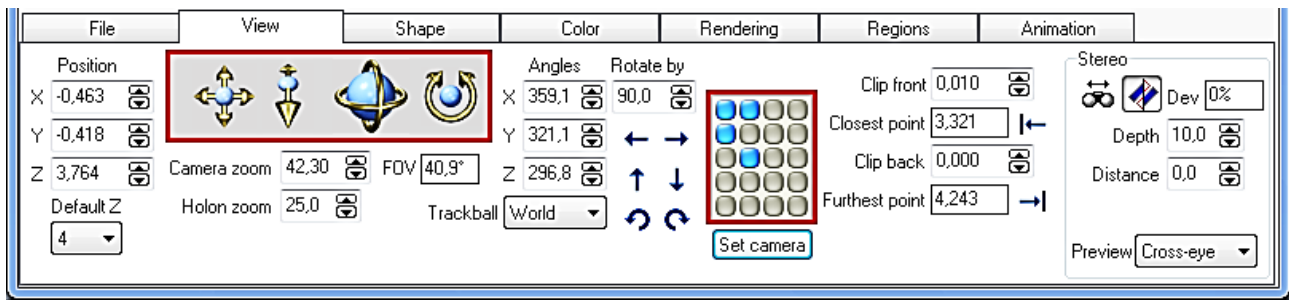 File View Shape Color Rendering Regions Animation
Position Angles Rotate by Stereo
X -0,463 X 359,1 90,0 Clip front 0,010 Dev 0%
Y -0,418 Y 321,1 Closest point 3,321 Depth 10,0
Z 3,764 Camera zoom 42,30 FOV 40,9° Z 296,8 Clip back 0,000 Distance 0,0
Default Z Holon zoom 25,0 Trackball World Furthest point 4,243
4 Set camera Preview Cross-eye